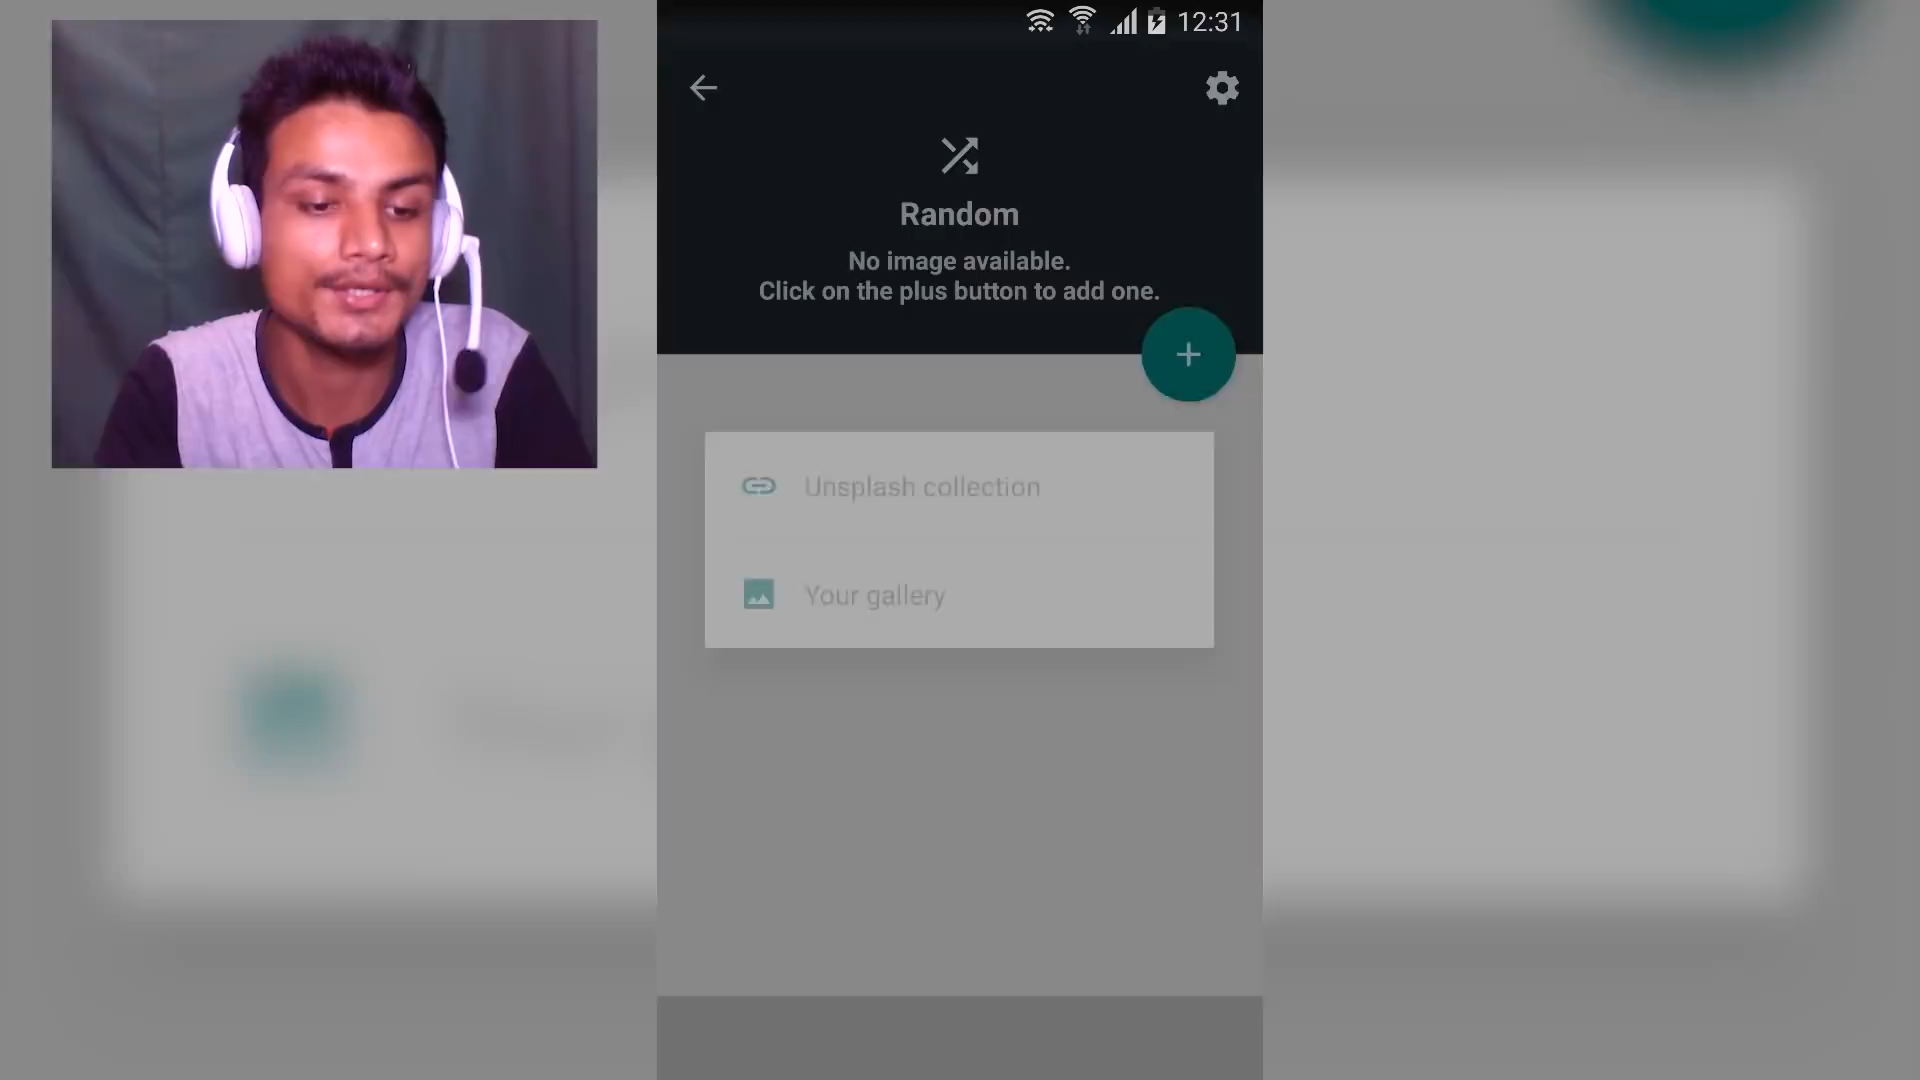 12:31
Random
No image available.
Click on the plus button to add one.
Unsplash collection
Your gallery